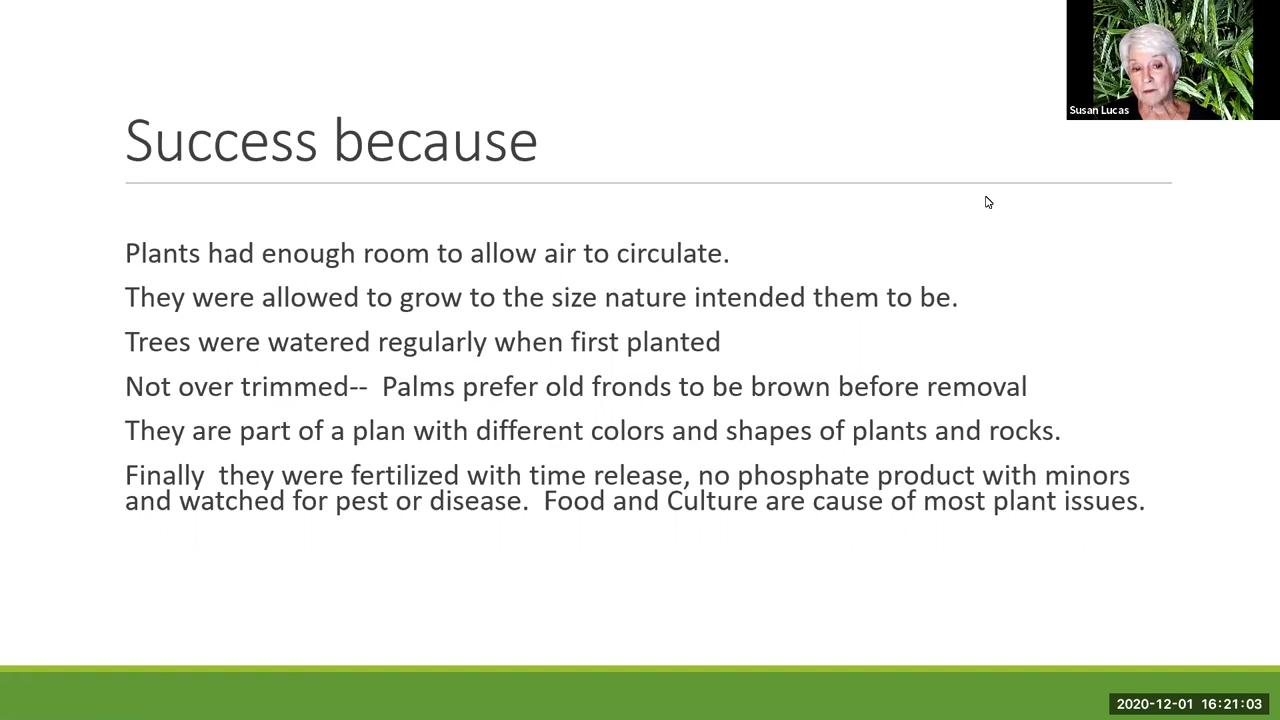 Susan Lucas
Success because
Plants had enough room to allow air to circulate.
They were allowed to grow to the size nature intended them to be.
Trees were watered regularly when first planted
Not over trimmed--  Palms prefer old fronds to be brown before removal
They are part of a plan with different colors and shapes of plants and rocks.
Finally  they were fertilized with time release, no phosphate product with minors
and watched for pest or disease.  Food and Culture are cause of most plant issues.
2020-12-01  16:21:03